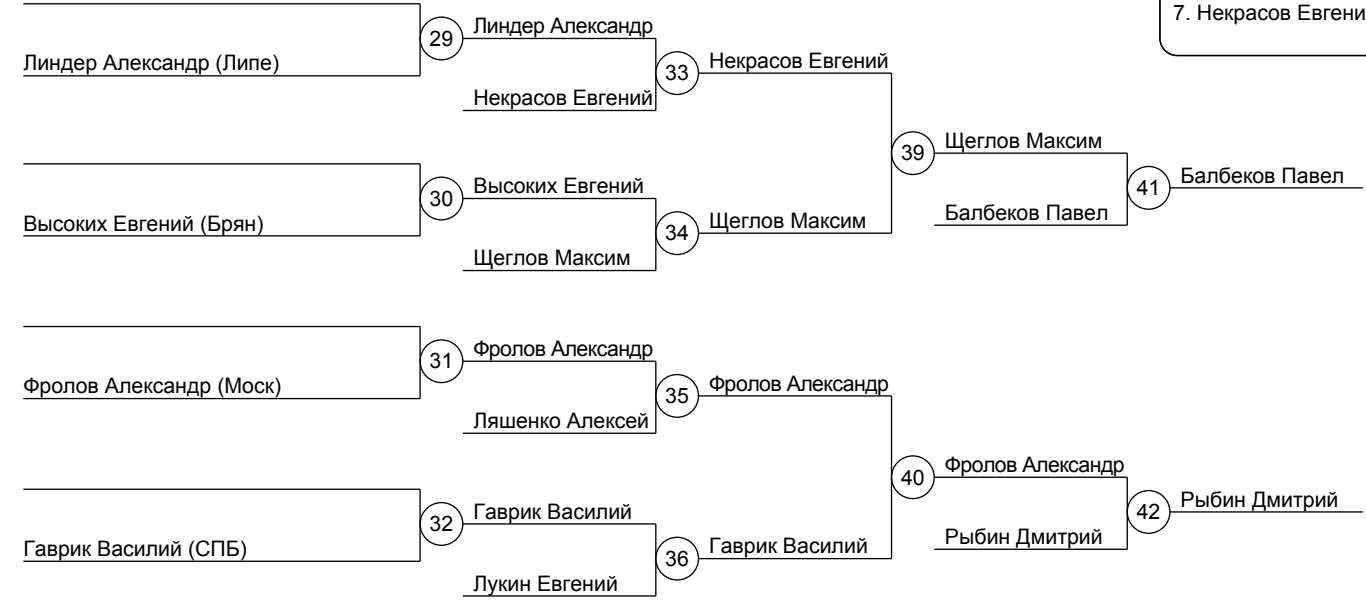 7. Некрасов Евгени
29
Линдер Александр
Линдер Александр (Липе)
33
Некрасов Евгений
Некрасов Евгений
39
Щеглов Максим
30
Высоких Евгений
41
Балбеков Павел
Высоких Евгений (Брян)
34
Щеглов Максим
Балбеков Павел
Щеглов Максим
31
Фролов Александр
Фролов Александр (Моск)
35
Фролов Александр
Ляшенко Алексей
40
Фролов Александр
32
Гаврик Василий
42
Рыбин Дмитрий
Гаврик Василий (СПБ)
36
Гаврик Василий
Рыбин Дмитрий
Лукин Евгений